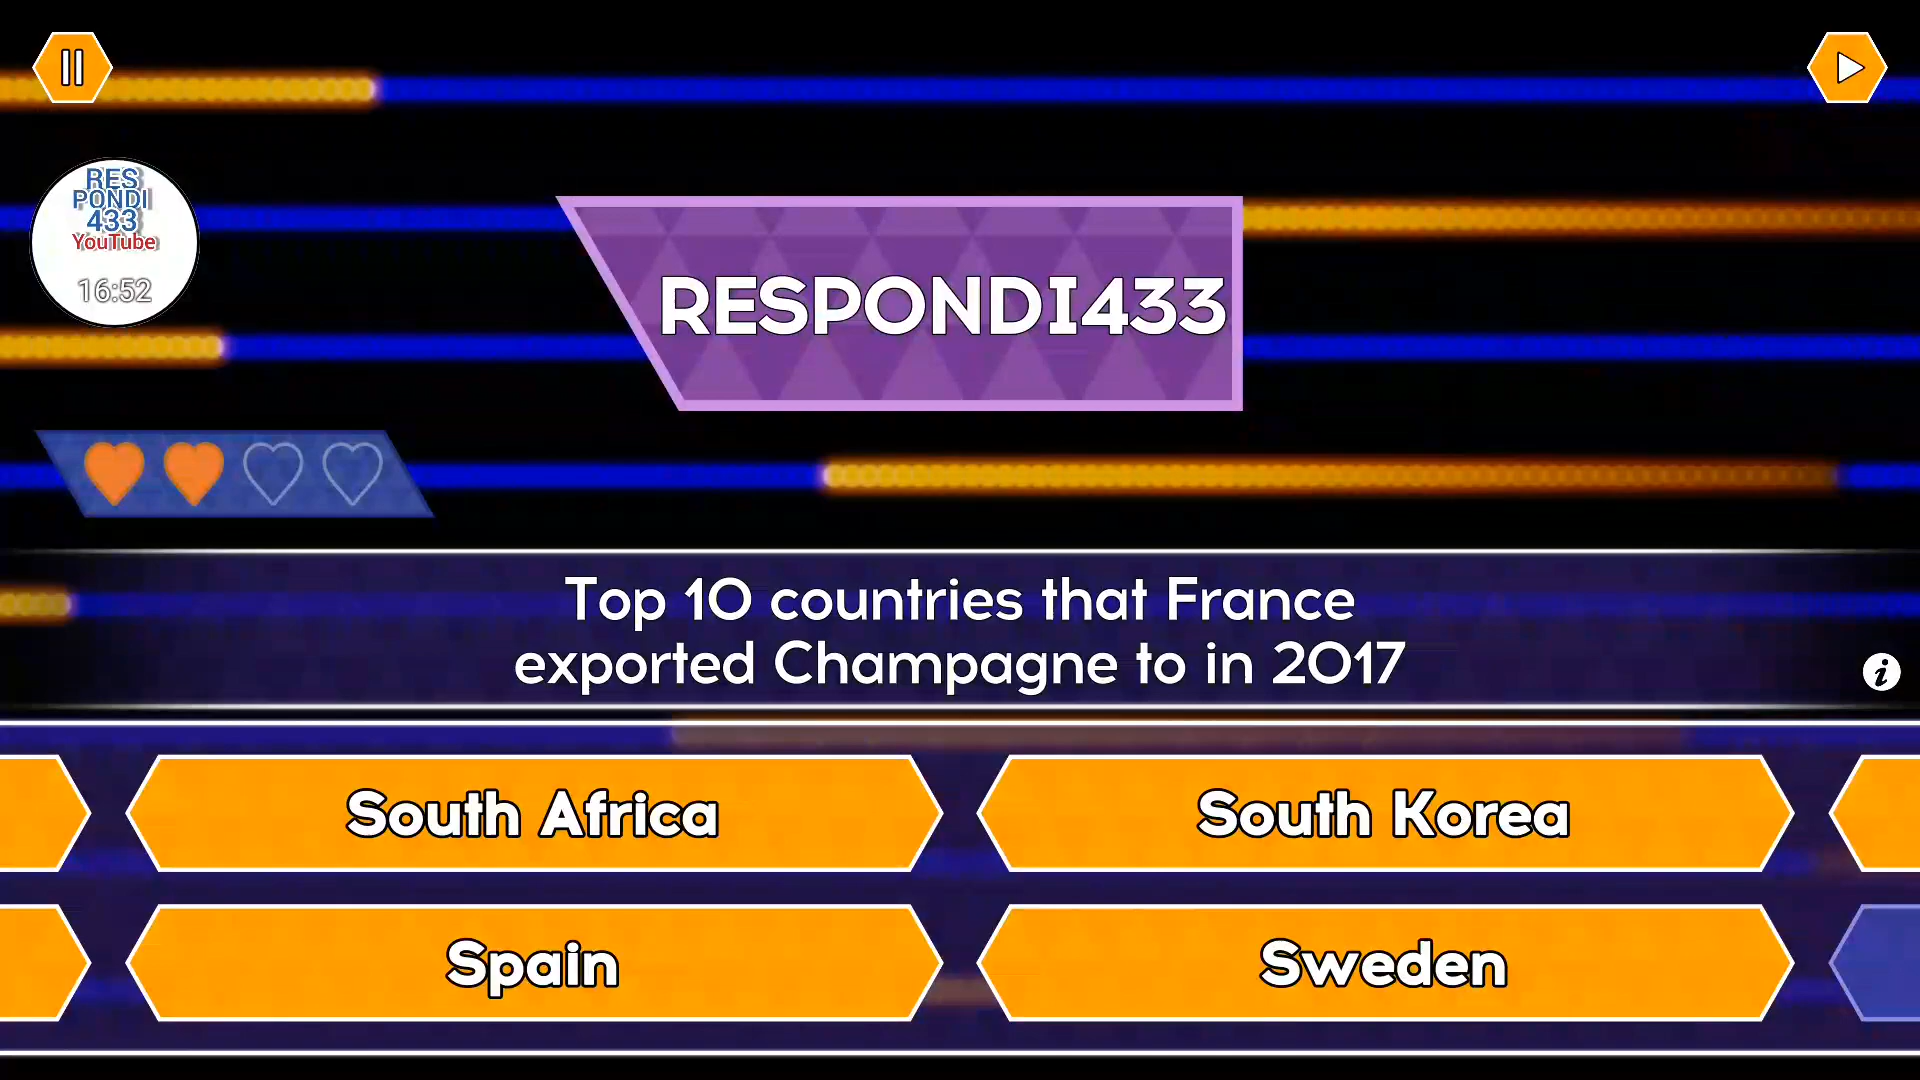 RES
PONDI
433
YouTube
16:52
RESPONDI433
Top 10 countries that France
exported Champagne to in 2017
South Africa
South Korea
Spain
Sweden